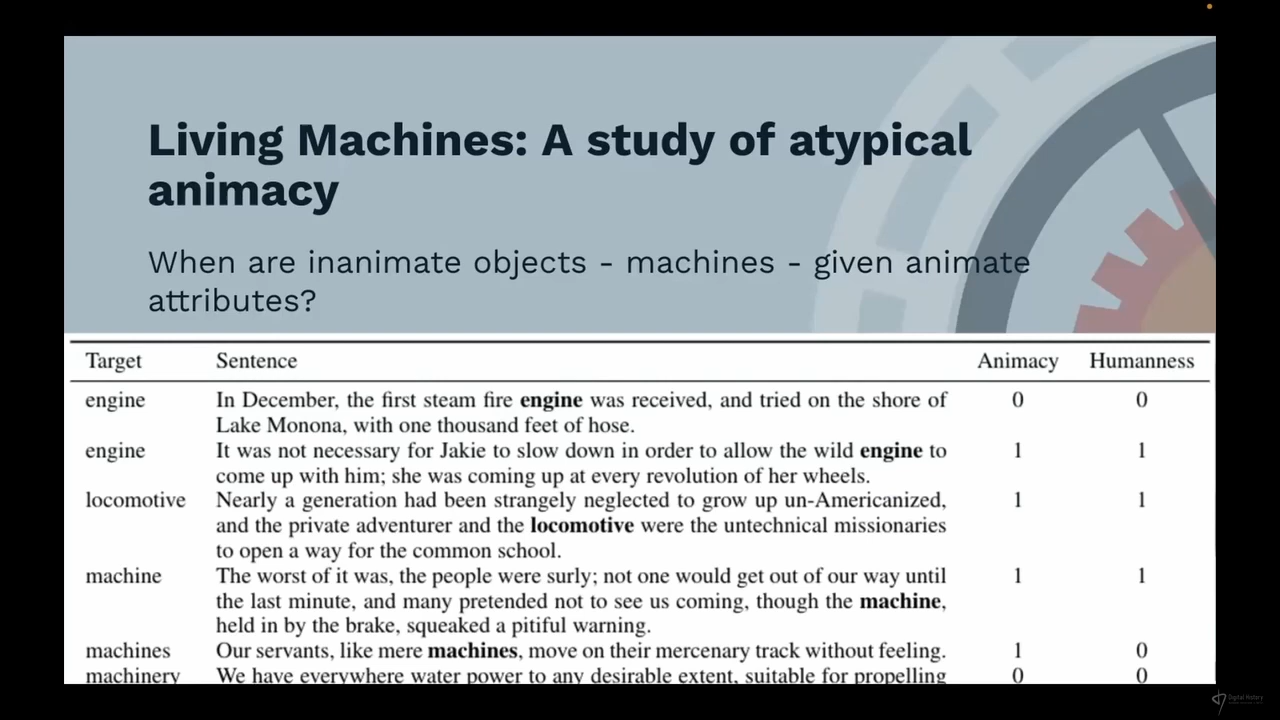 Living Machines: A study of atypical
animacy
When are inanimate objects - machines - given animate
attributes?
Target Sentence Animacy Humanness
engine In December, the first steam fire engine was received, and tried on the shore of 0 0
Lake Monona, with one thousand feet of hose.
engine It was not necessary for Jakie to slow down in order to allow the wild engine to 1 1
come up with him; she was coming up at every revolution of her wheels.
locomotive Nearly a generation had been strangely neglected to grow up un-Americanized, 1 1
and the private adventurer and the locomotive were the untechnical missionaries
to open a way for the common school.
machine The worst of it was, the people were surly; not one would get out of our way until 1 1
the last minute, and many pretended not to see us coming, though the machine,
held in by the brake, squeaked a pitiful warning.
machines Our servants, like mere machines, move on their mercenary track without feeling. 1 0
machinery We have everywhere water power to any desirable extent, suitable for propelling 0 0
Digital History